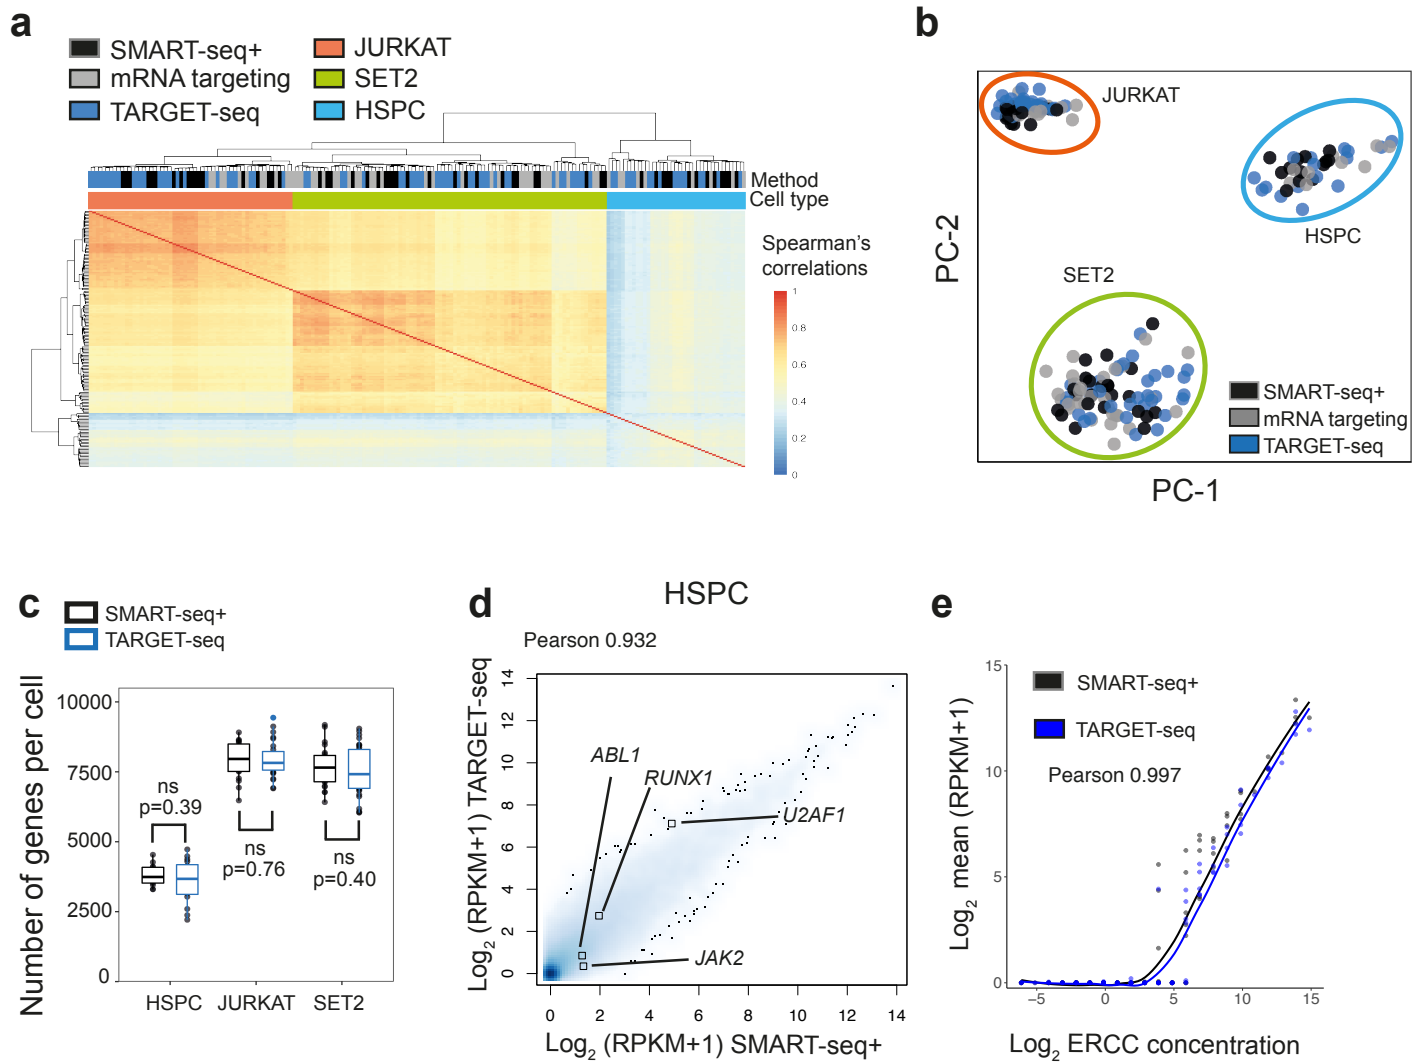 a
SMART-seq+
mRNA targeting
TARGET-seq
JURKAT
SET2
HSPC
Method
Cell type
Spearman's
correlations
1
0.8
0.6
0.4
0.2
0
b
JURKAT
HSPC
SET2
SMART-seq+
mRNA targeting
TARGET-seq
PC-2
PC-1
c
SMART-seq+
TARGET-seq
Number of genes per cell
10000
7500
5000
2500
0
ns
p=0.39
ns
p=0.76
ns
p=0.40
HSPC JURKAT SET2
d
HSPC
Pearson 0.932
Log2 (RPKM+1) TARGET-seq
14
12
10
8
6
4
2
0
ABL1
RUNX1
U2AF1
JAK2
0 2 4 6 8 10 12 14
Log2 (RPKM+1) SMART-seq+
e
SMART-seq+
TARGET-seq
Pearson 0.997
Log2 mean (RPKM+1)
15
10
5
0
−5 0 5 10 15
Log2 ERCC concentration